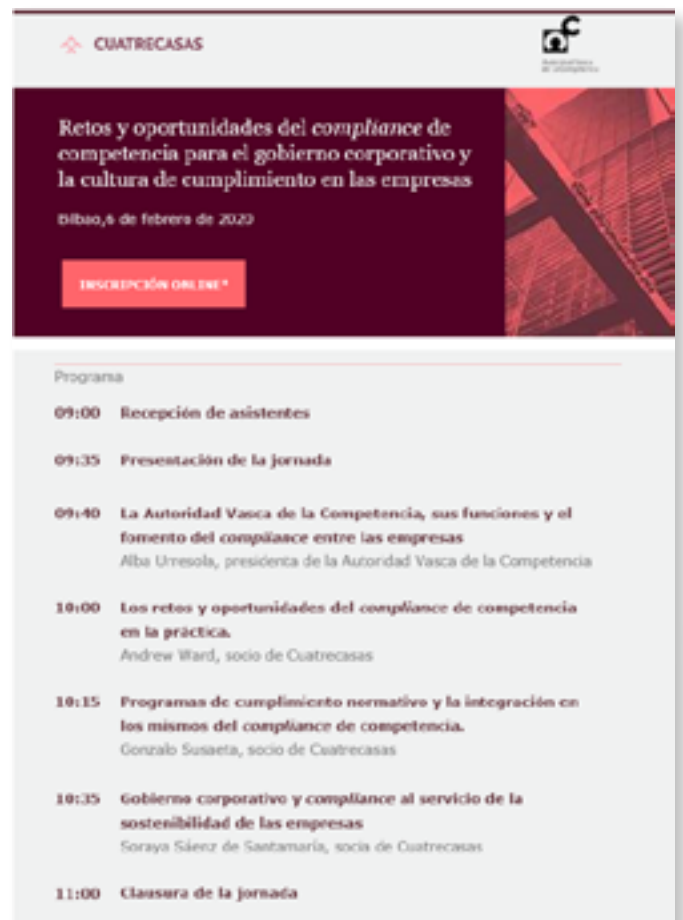 CUATRECASAS
Retos y oportunidades del compliance de
competencia para el gobierno corporativo y
la cultura de cumplimiento en las empresas
Bilbao,6 de febrero de 2020
INSCRIPCIÓN ONLINE*
Programa
09:00 Recepción de asistentes
09:35 Presentación de la jornada
09:40 La Autoridad Vasca de la Competencia, sus funciones y el
fomento del compliance entre las empresas
Alba Urresola, presidenta de la Autoridad Vasca de la Competencia
10:00 Los retos y oportunidades del compliance de competencia
en la práctica.
Andrew Ward, socio de Cuatrecasas
10:15 Programas de cumplimiento normativo y la integración en
los mismos del compliance de competencia.
Gonzalo Susaeta, socio de Cuatrecasas
10:35 Gobierno corporativo y compliance al servicio de la
sostenibilidad de las empresas
Soraya Sáenz de Santamaría, socia de Cuatrecasas
11:00 Clausura de la jornada